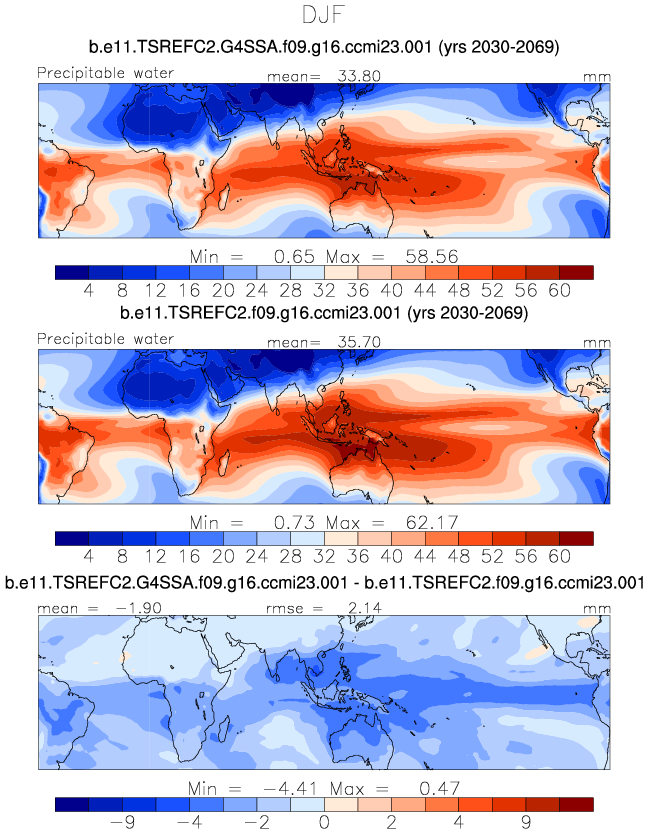 DJF
b.e11.TSREFC2.G4SSA.f09.g16.ccmi23.001 (yrs 2030-2069)
Precipitable water mean= 33.80 mm
Min = 0.65 Max = 58.56
4 8 12 16 20 24 28 32 36 40 44 48 52 56 60
b.e11.TSREFC2.f09.g16.ccmi23.001 (yrs 2030-2069)
Precipitable water mean= 35.70 mm
Min = 0.73 Max = 62.17
4 8 12 16 20 24 28 32 36 40 44 48 52 56 60
b.e11.TSREFC2.G4SSA.f09.g16.ccmi23.001 - b.e11.TSREFC2.f09.g16.ccmi23.001
mean = −1.90 rmse = 2.14 mm
Min = −4.41 Max = 0.47
−9 −4 −2 0 2 4 9